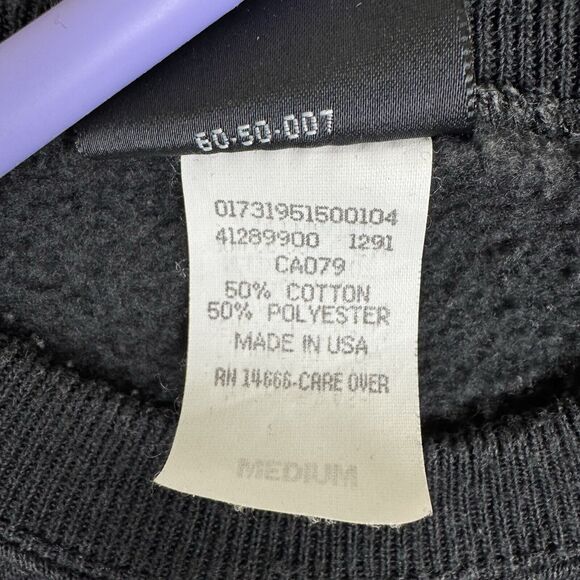 60-50-007
01731951500104
41289900 1291
CA079
50% COTTON
50% POLYESTER
MADE IN USA
RN 14666-CARE OVER
MEDIUM